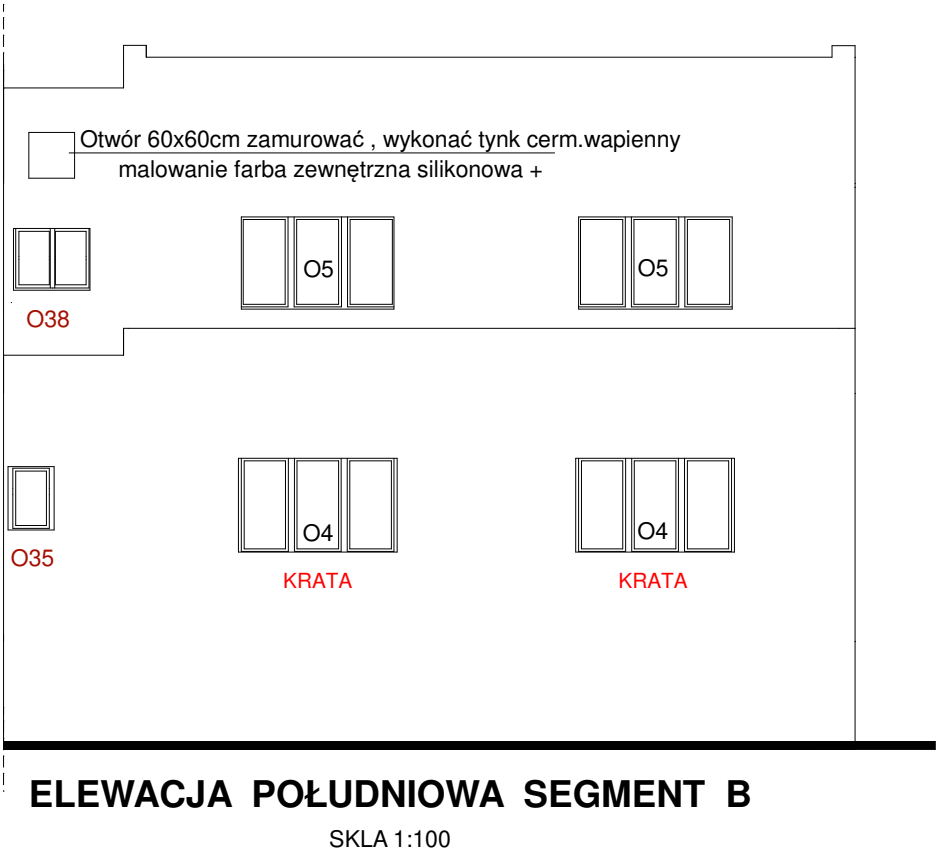 Otwór 60x60cm zamurować , wykonać tynk cerm.wapienny
malowanie farba zewnętrzna silikonowa +
O5
O5
O38
O4
O4
O35
KRATA
KRATA
ELEWACJA POŁUDNIOWA SEGMENT B
SKLA 1:100